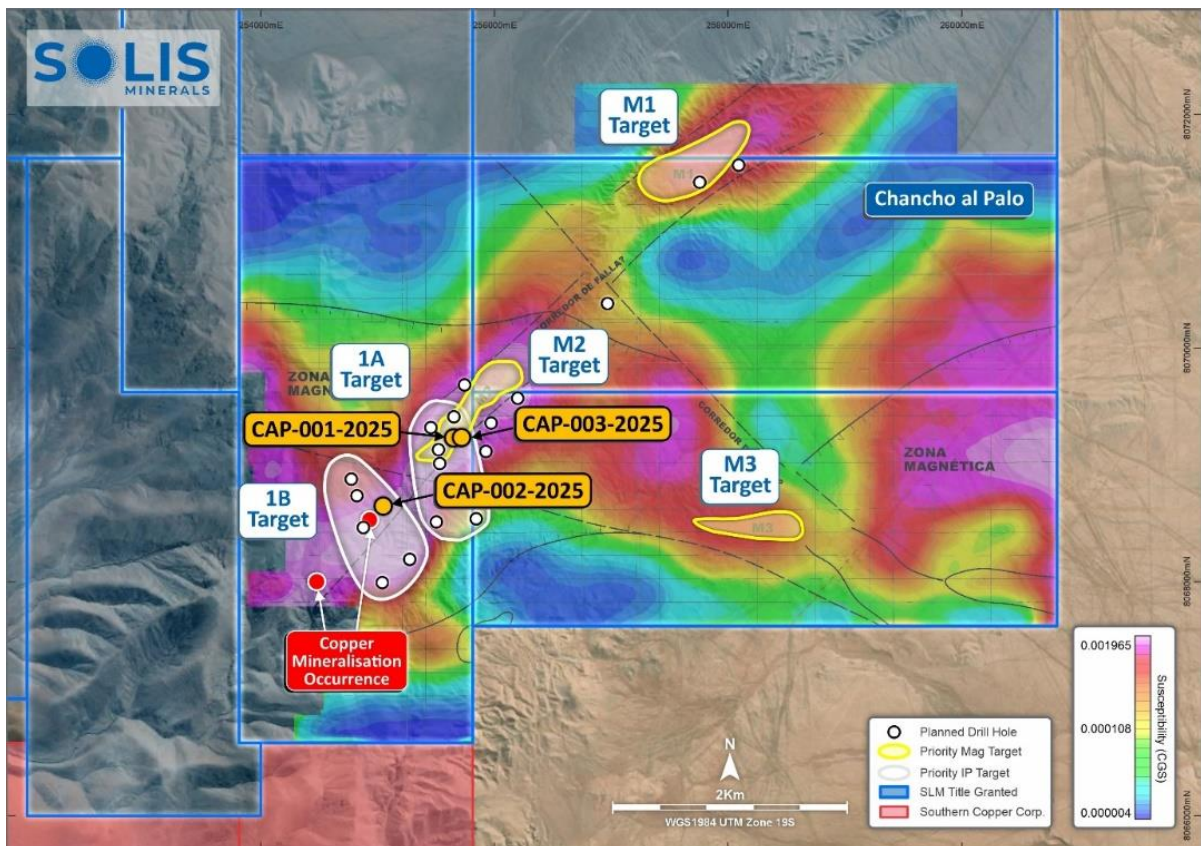 254000mE
256000mE
258000mE
260000mE
SOLIS
MINERALS
M1
Target
8072000mN
M1
Chancho al Palo
CORREDOR DE FALLA?
M2
Target
1A
Target
8070000mN
ZONA
CAP-001-2025
CAP-003-2025
CORREDOR
ZONA
MAGNÉTICA
M3
Target
CAP-002-2025
1B
Target
M3
8068000mN
Copper
Mineralisation
Occurrence
0.001965
0.000108
0.000004
Susceptibility (CGS)
Planned Drill Hole
Priority Mag Target
Priority IP Target
SLM Title Granted
Southern Copper Corp.
N
2Km
WGS1984 UTM Zone 19S
8066000mN